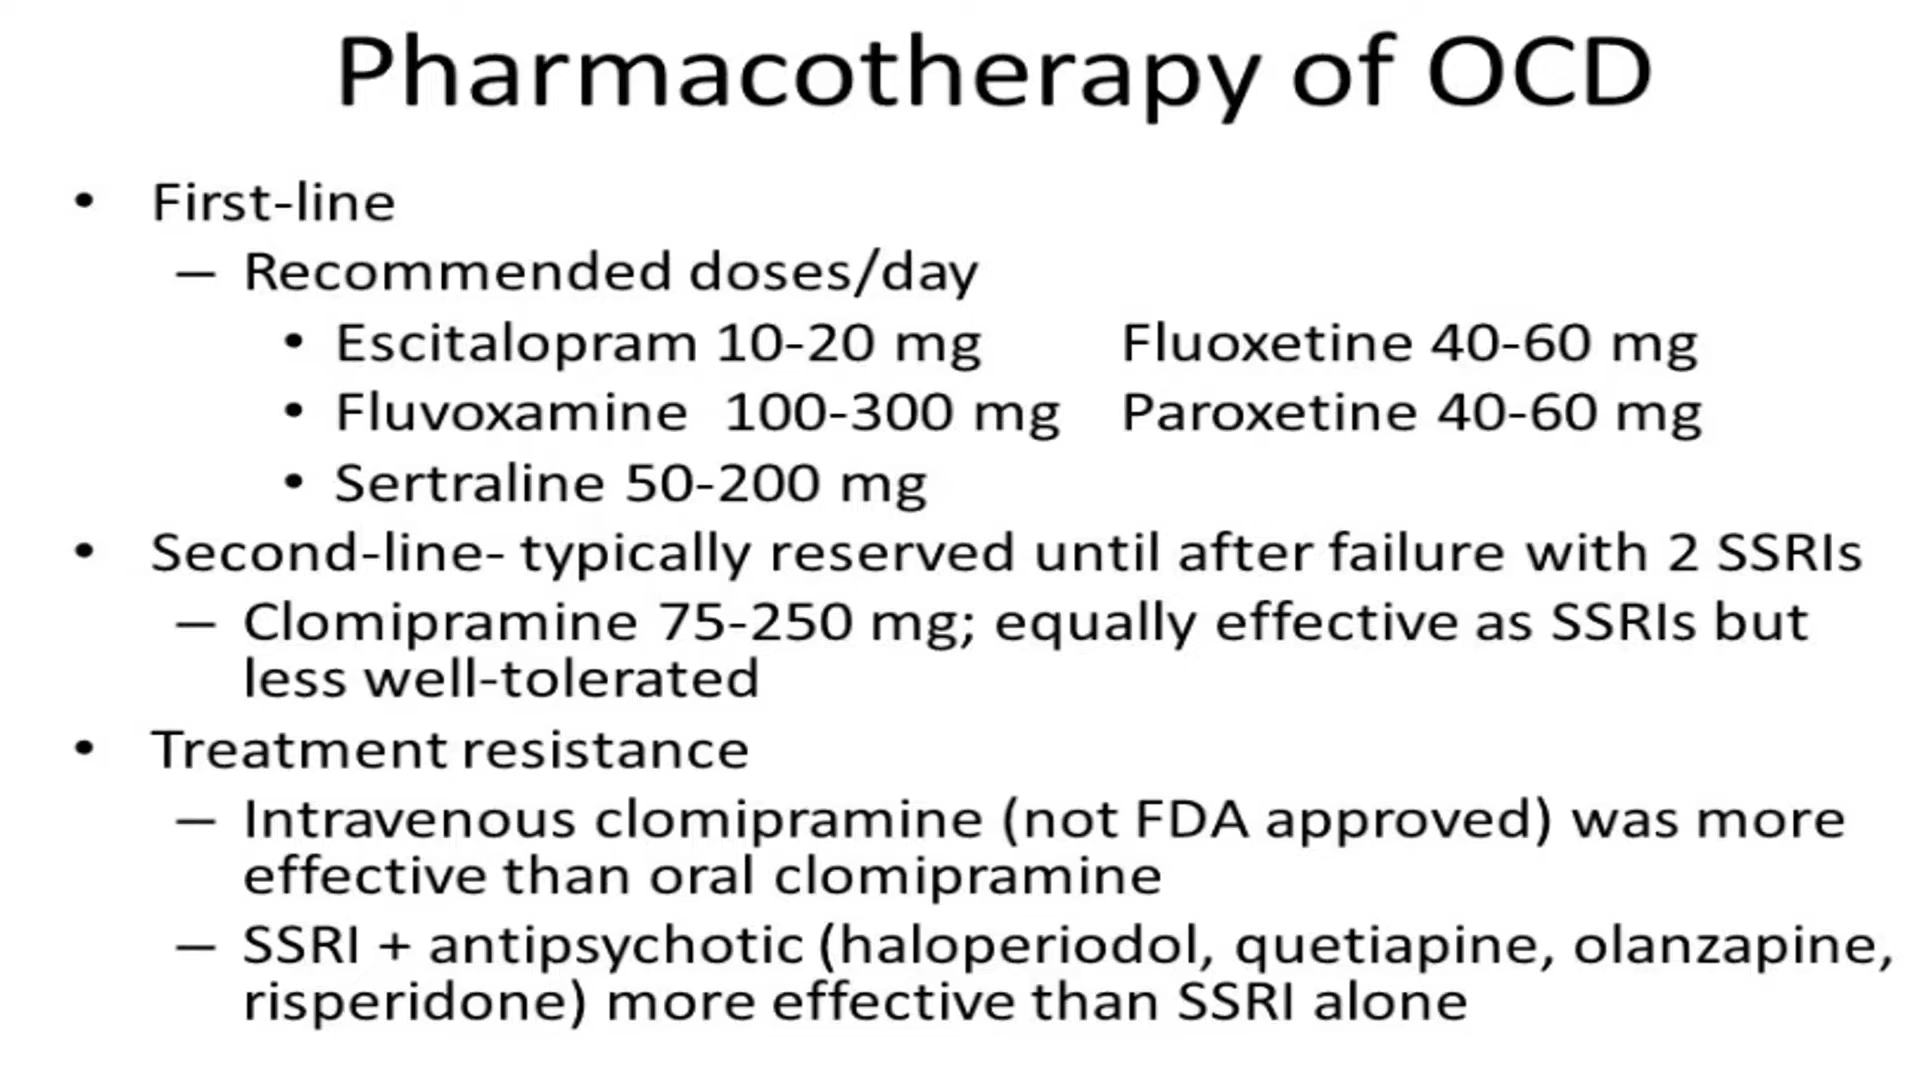 Pharmacotherapy of OCD
• First-line
– Recommended doses/day
• Escitalopram 10-20 mg Fluoxetine 40-60 mg
• Fluvoxamine 100-300 mg Paroxetine 40-60 mg
• Sertraline 50-200 mg
• Second-line- typically reserved until after failure with 2 SSRIs
– Clomipramine 75-250 mg; equally effective as SSRIs but
less well-tolerated
• Treatment resistance
– Intravenous clomipramine (not FDA approved) was more
effective than oral clomipramine
– SSRI + antipsychotic (haloperiodol, quetiapine, olanzapine,
risperidone) more effective than SSRI alone